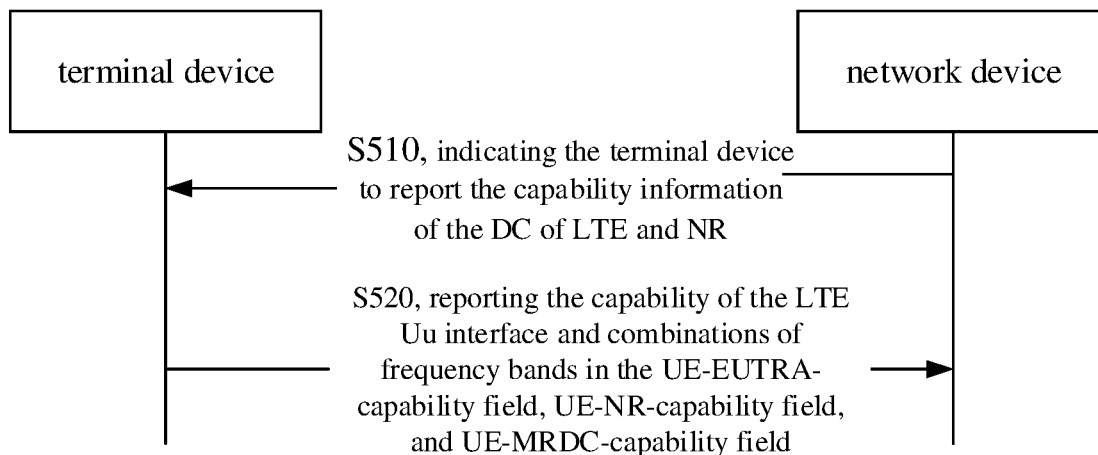 terminal device
network device
S510, indicating the terminal device
to report the capability information
of the DC of LTE and NR
S520, reporting the capability of the LTE
Uu interface and combinations of
frequency bands in the UE-EUTRA-
capability field, UE-NR-capability field,
and UE-MRDC-capability field